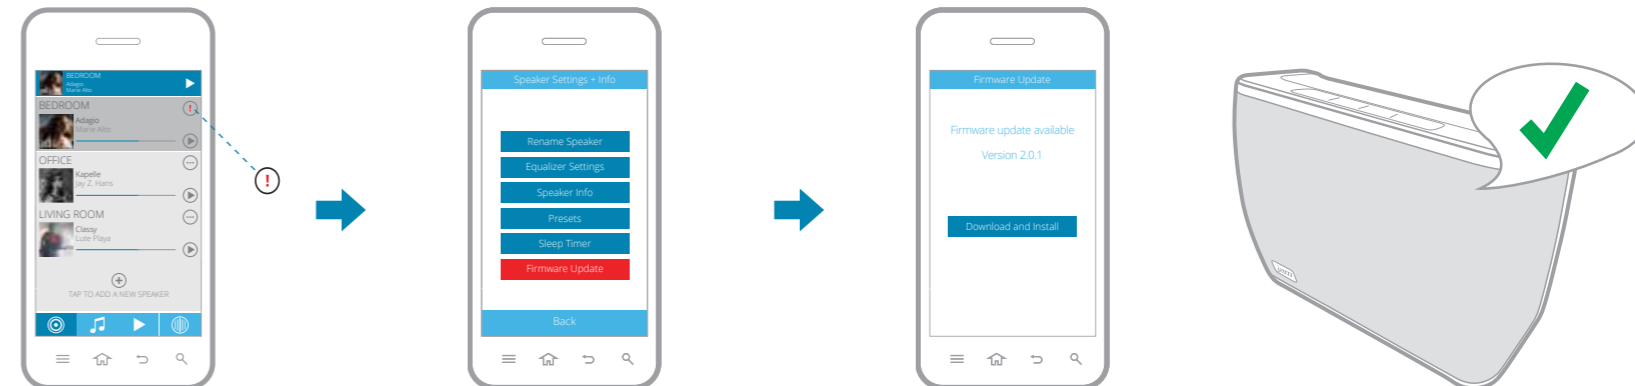 BEDROOM
Adagio
Marie Alto
BEDROOM
!
Adagio
Marie Alto
OFFICE
Kapelle
Jay Z. Hans
LIVING ROOM
Classy
Lute Playa
TAP TO ADD A NEW SPEAKER
!
Speaker Settings + Info
Rename Speaker
Equalizer Settings
Speaker Info
Presets
Sleep Timer
Firmware Update
Back
Firmware Update
Firmware update available
Version 2.0.1
Download and Install